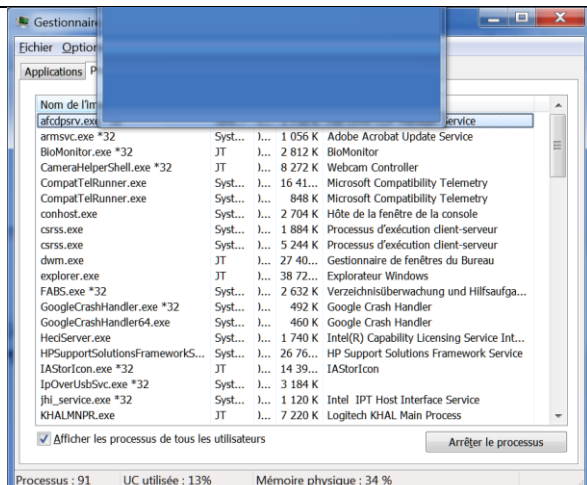 Gestionnaire
Fichier Option
Applications P
Nom de l'im
afcdpsrv.exe ervice
armsvc.exe *32 Syst... )... 1 056 K Adobe Acrobat Update Service
BioMonitor.exe *32 JT )... 2 812 K BioMonitor
CameraHelperShell.exe *32 JT )... 8 272 K Webcam Controller
CompatTelRunner.exe Syst... )... 16 41... Microsoft Compatibility Telemetry
CompatTelRunner.exe Syst... )... 848 K Microsoft Compatibility Telemetry
conhost.exe Syst... )... 2 704 K Hôte de la fenêtre de la console
csrss.exe Syst... )... 1 884 K Processus d'exécution client-serveur
csrss.exe Syst... )... 5 244 K Processus d'exécution client-serveur
dwm.exe JT )... 27 40... Gestionnaire de fenêtres du Bureau
explorer.exe JT )... 38 72... Explorateur Windows
FABS.exe *32 Syst... )... 2 632 K Verzeichnisüberwachung und Hilfsaufga...
GoogleCrashHandler.exe *32 Syst... )... 492 K Google Crash Handler
GoogleCrashHandler64.exe Syst... )... 460 K Google Crash Handler
HeciServer.exe Syst... )... 1 740 K Intel(R) Capability Licensing Service Int...
HPSupportSolutionsFrameworkS... Syst... )... 26 76... HP Support Solutions Framework Service
IAStorIcon.exe *32 JT )... 14 39... IAStorIcon
IpOverUsbSvc.exe *32 Syst... )... 3 184 K
jhi_service.exe *32 Syst... )... 1 120 K Intel IPT Host Interface Service
KHALMNPR.exe JT )... 7 220 K Logitech KHAL Main Process
Afficher les processus de tous les utilisateurs
Arrêter le processus
Processus : 91 UC utilisée : 13% Mémoire physique : 34 %